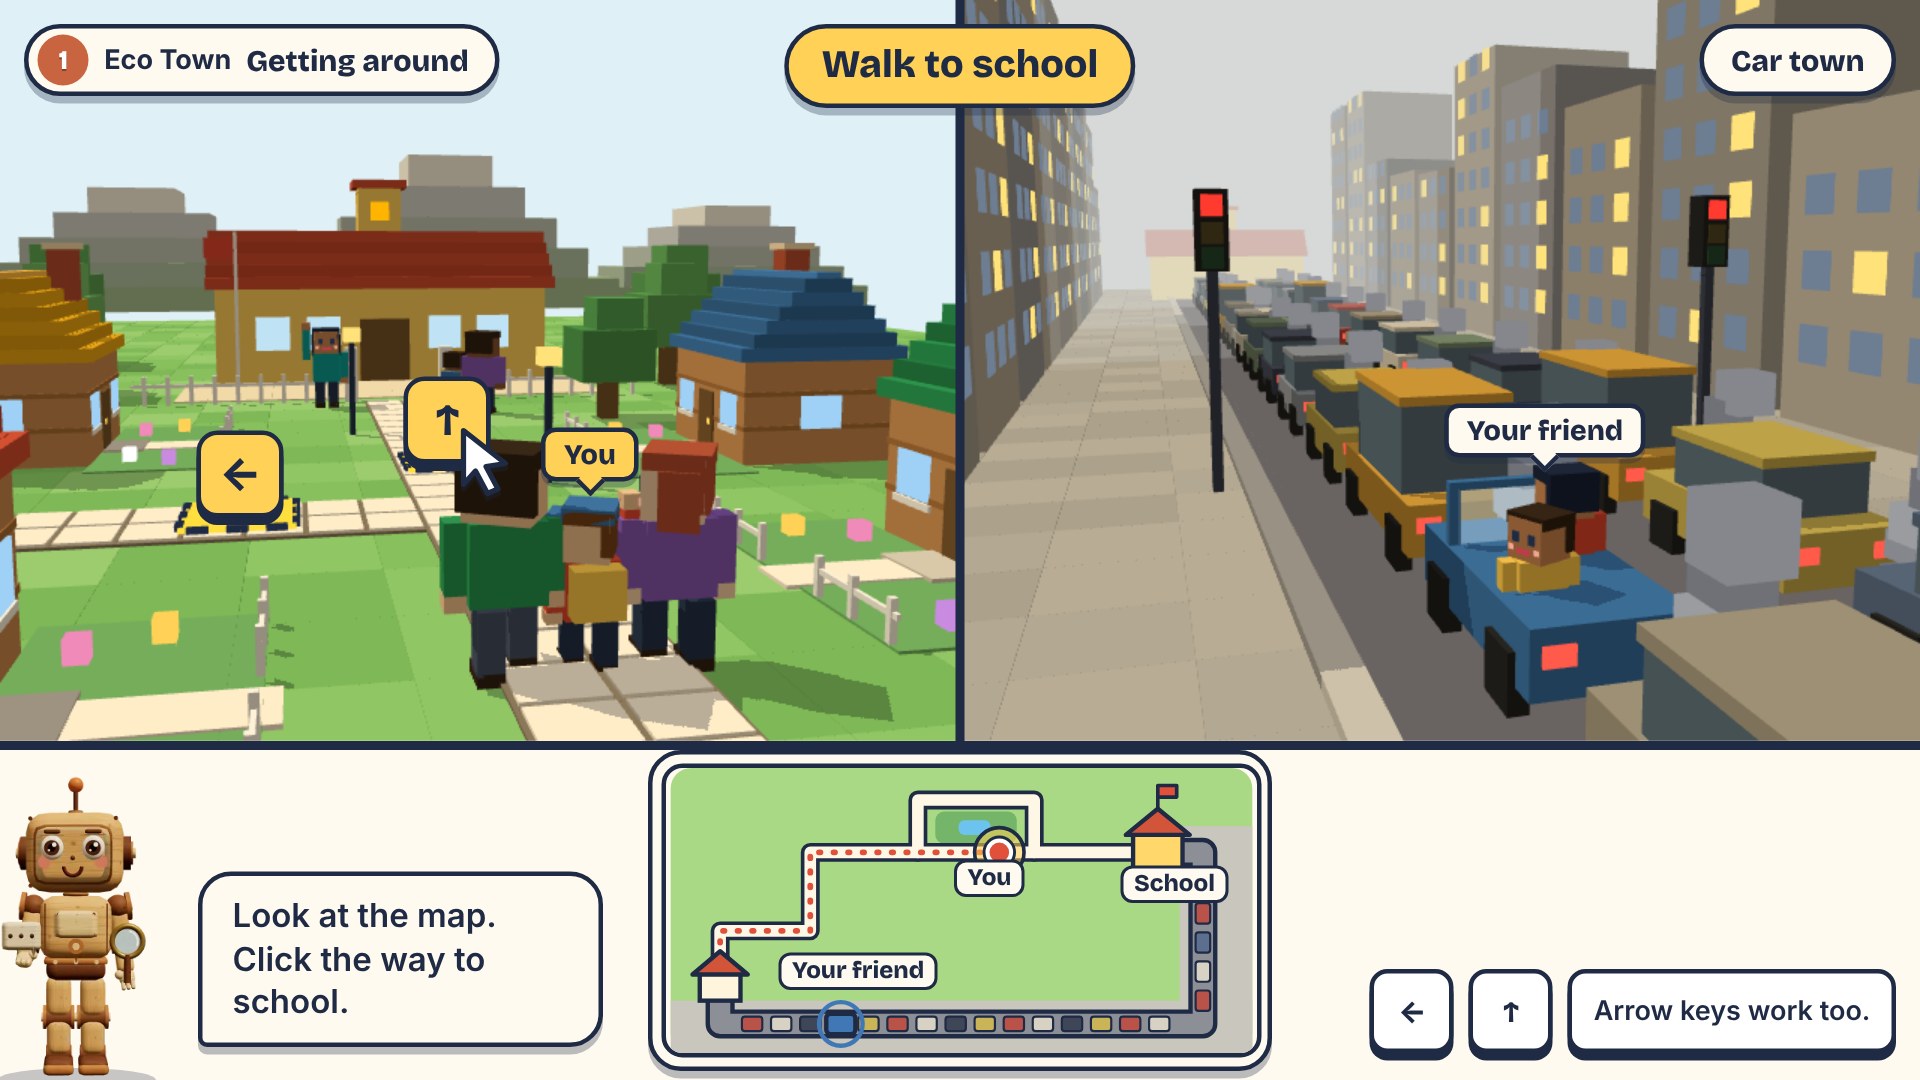 1 Eco Town Getting around
Walk to school
Car town
←
↑
You
Your friend
Look at the map.
Click the way to
school.
You
School
Your friend
← ↑ Arrow keys work too.